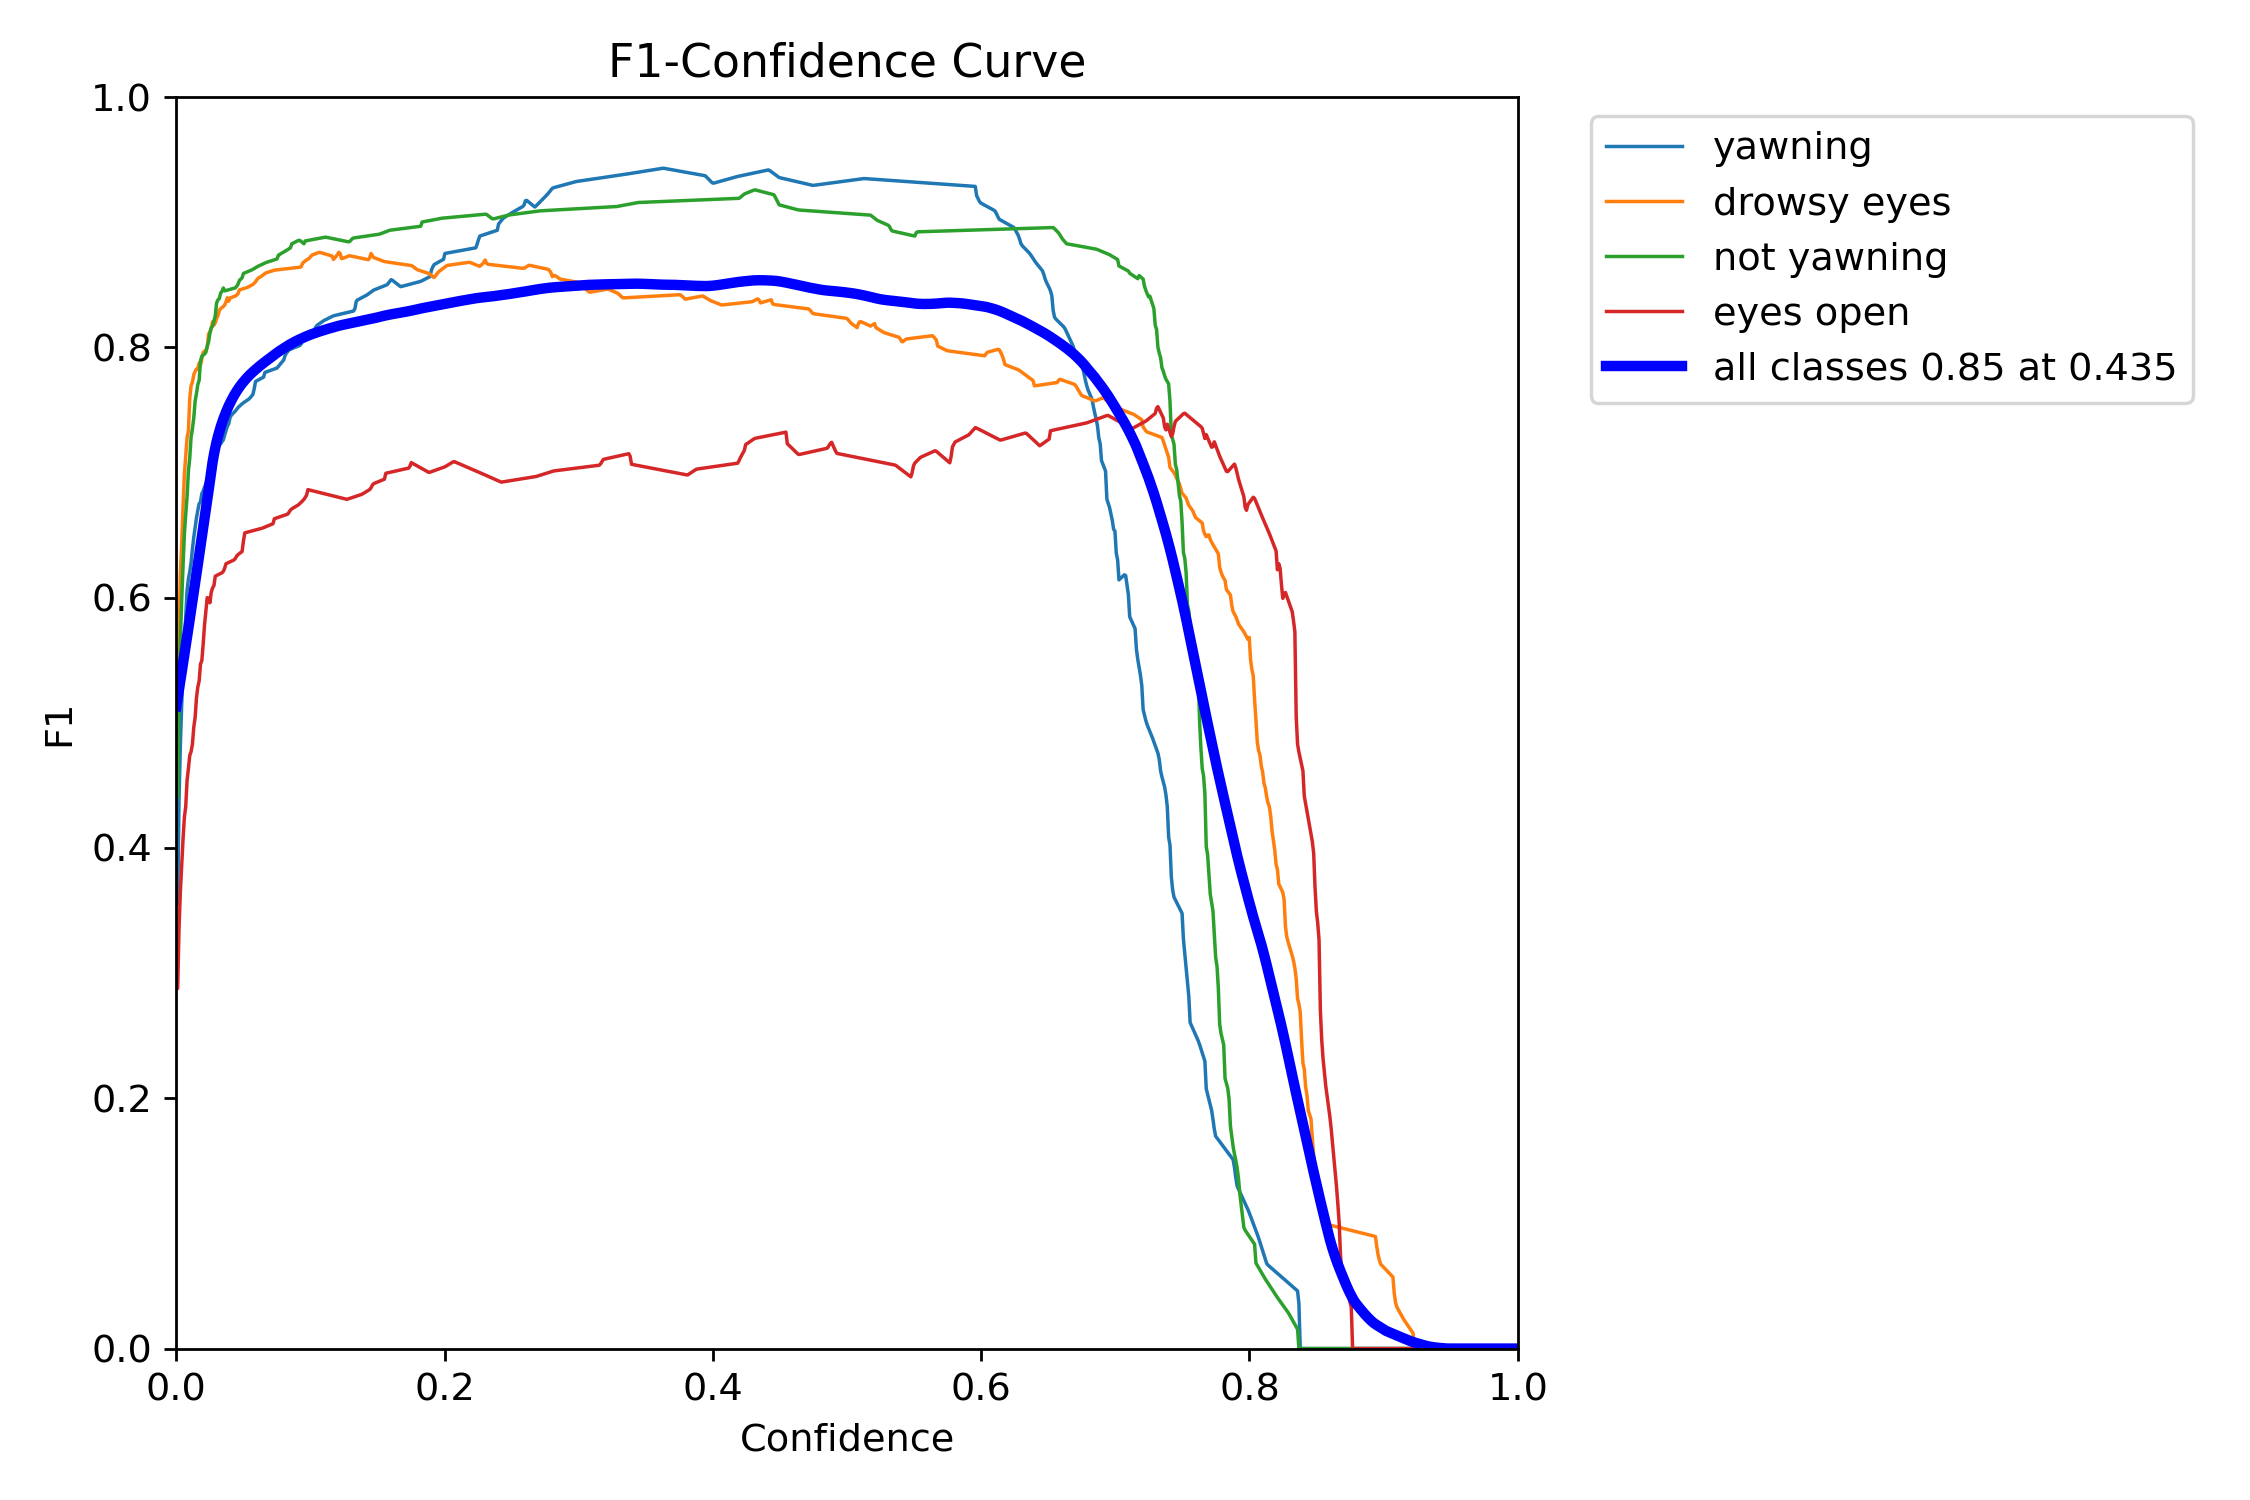 F1-Confidence Curve
1.0
0.8
0.6
0.4
0.2
0.0
F1
0.0 0.2 0.4 0.6 0.8 1.0
Confidence
yawning
drowsy eyes
not yawning
eyes open
all classes 0.85 at 0.435